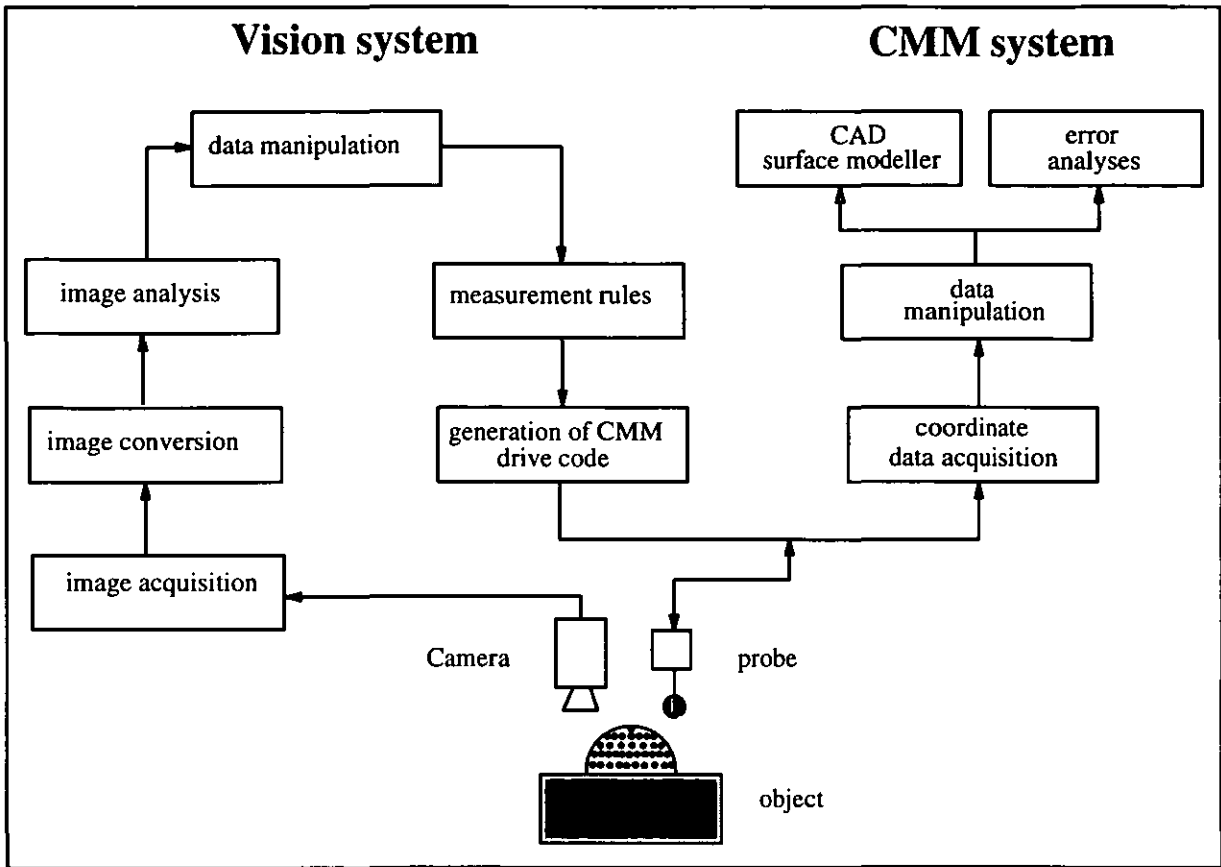 Vision system
CMM system
data manipulation
CAD
surface modeller
error
analyses
image analysis
measurement rules
data
manipulation
image conversion
generation of CMM
drive code
coordinate
data acquisition
image acquisition
Camera
probe
object